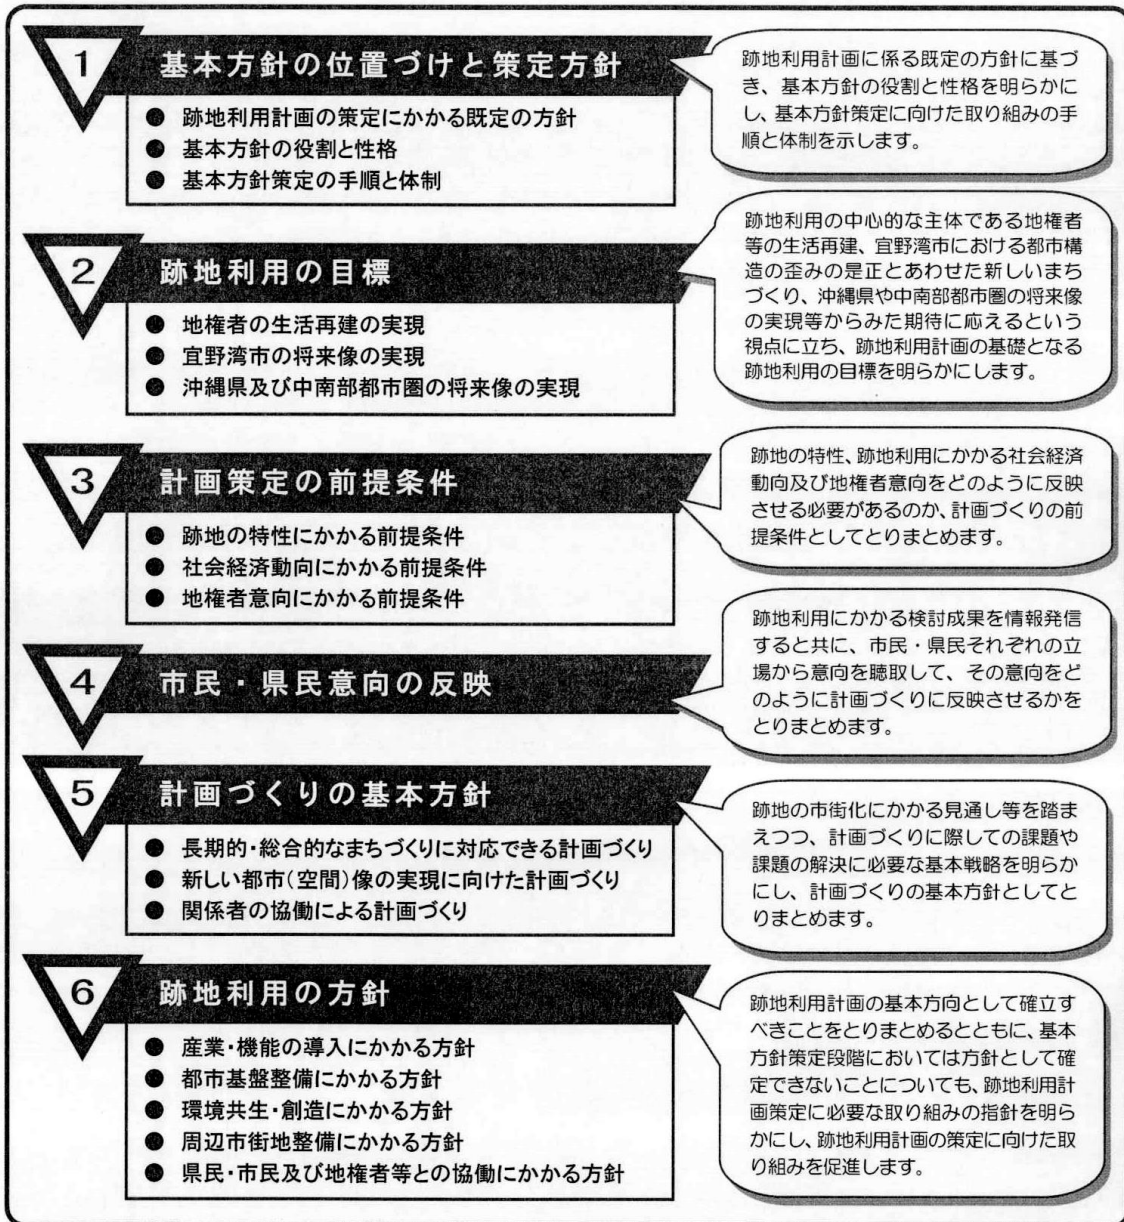 1
基本方針の位置づけと策定方針
● 跡地利用計画の策定にかかる既定の方針
● 基本方針の役割と性格
● 基本方針策定の手順と体制
跡地利用計画に係る既定の方針に基づ
き、基本方針の役割と性格を明らかに
し、基本方針策定に向けた取り組みの手
順と体制を示します。
2
跡地利用の目標
● 地権者の生活再建の実現
● 宜野湾市の将来像の実現
● 沖縄県及び中南部都市圏の将来像の実現
跡地利用の中心的な主体である地権者
等の生活再建、宜野湾市における都市構
造の歪みの是正とあわせた新しいまち
づくり、沖縄県や中南部都市圏の将来像
の実現等からみた期待に応えるという
視点に立ち、跡地利用計画の基礎となる
跡地利用の目標を明らかにします。
3
計画策定の前提条件
● 跡地の特性にかかる前提条件
● 社会経済動向にかかる前提条件
● 地権者意向にかかる前提条件
跡地の特性、跡地利用にかかる社会経済
動向及び地権者意向をどのように反映
させる必要があるのか、計画づくりの前
提条件としてとりまとめます。
4
市民・県民意向の反映
跡地利用にかかる検討成果を情報発信
すると共に、市民・県民それぞれの立
場から意向を聴取して、その意向をど
のように計画づくりに反映させるかを
とりまとめます。
5
計画づくりの基本方針
● 長期的・総合的なまちづくりに対応できる計画づくり
● 新しい都市(空間)像の実現に向けた計画づくり
● 関係者の協働による計画づくり
跡地の市街化にかかる見通し等を踏ま
えつつ、計画づくりに際しての課題や
課題の解決に必要な基本戦略を明らか
にし、計画づくりの基本方針としてと
りまとめます。
6
跡地利用の方針
● 産業・機能の導入にかかる方針
● 都市基盤整備にかかる方針
● 環境共生・創造にかかる方針
● 周辺市街地整備にかかる方針
● 県民・市民及び地権者等との協働にかかる方針
跡地利用計画の基本方向として確立す
べきことをとりまとめるとともに、基本
方針策定段階においては方針として確
定できないことについても、跡地利用計
画策定に必要な取り組みの指針を明ら
かにし、跡地利用計画の策定に向けた取
り組みを促進します。